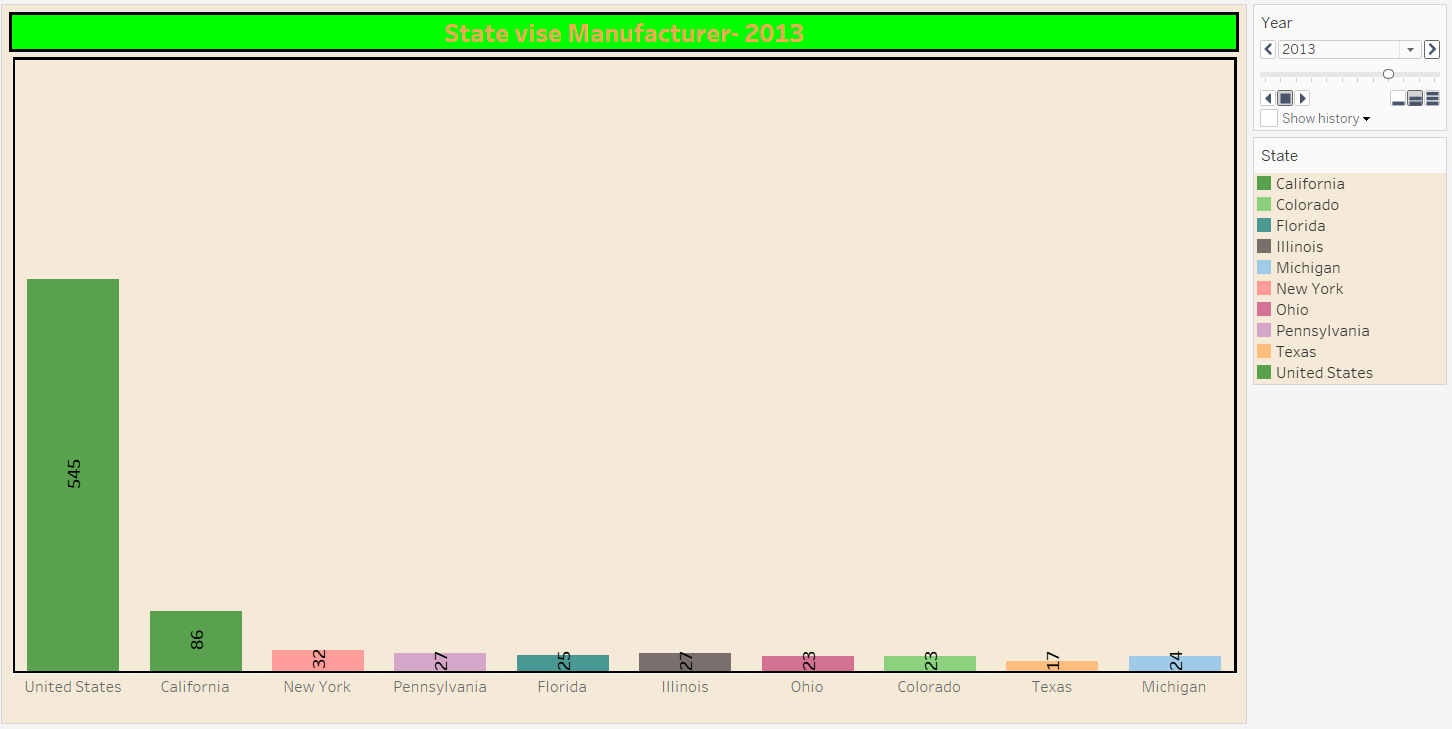 State vise Manufacturer- 2013
545
86
32
27
25
27
23
23
17
24
United States California New York Pennsylvania Florida Illinois Ohio Colorado Texas Michigan
Year
2013
Show history
State
California
Colorado
Florida
Illinois
Michigan
New York
Ohio
Pennsylvania
Texas
United States